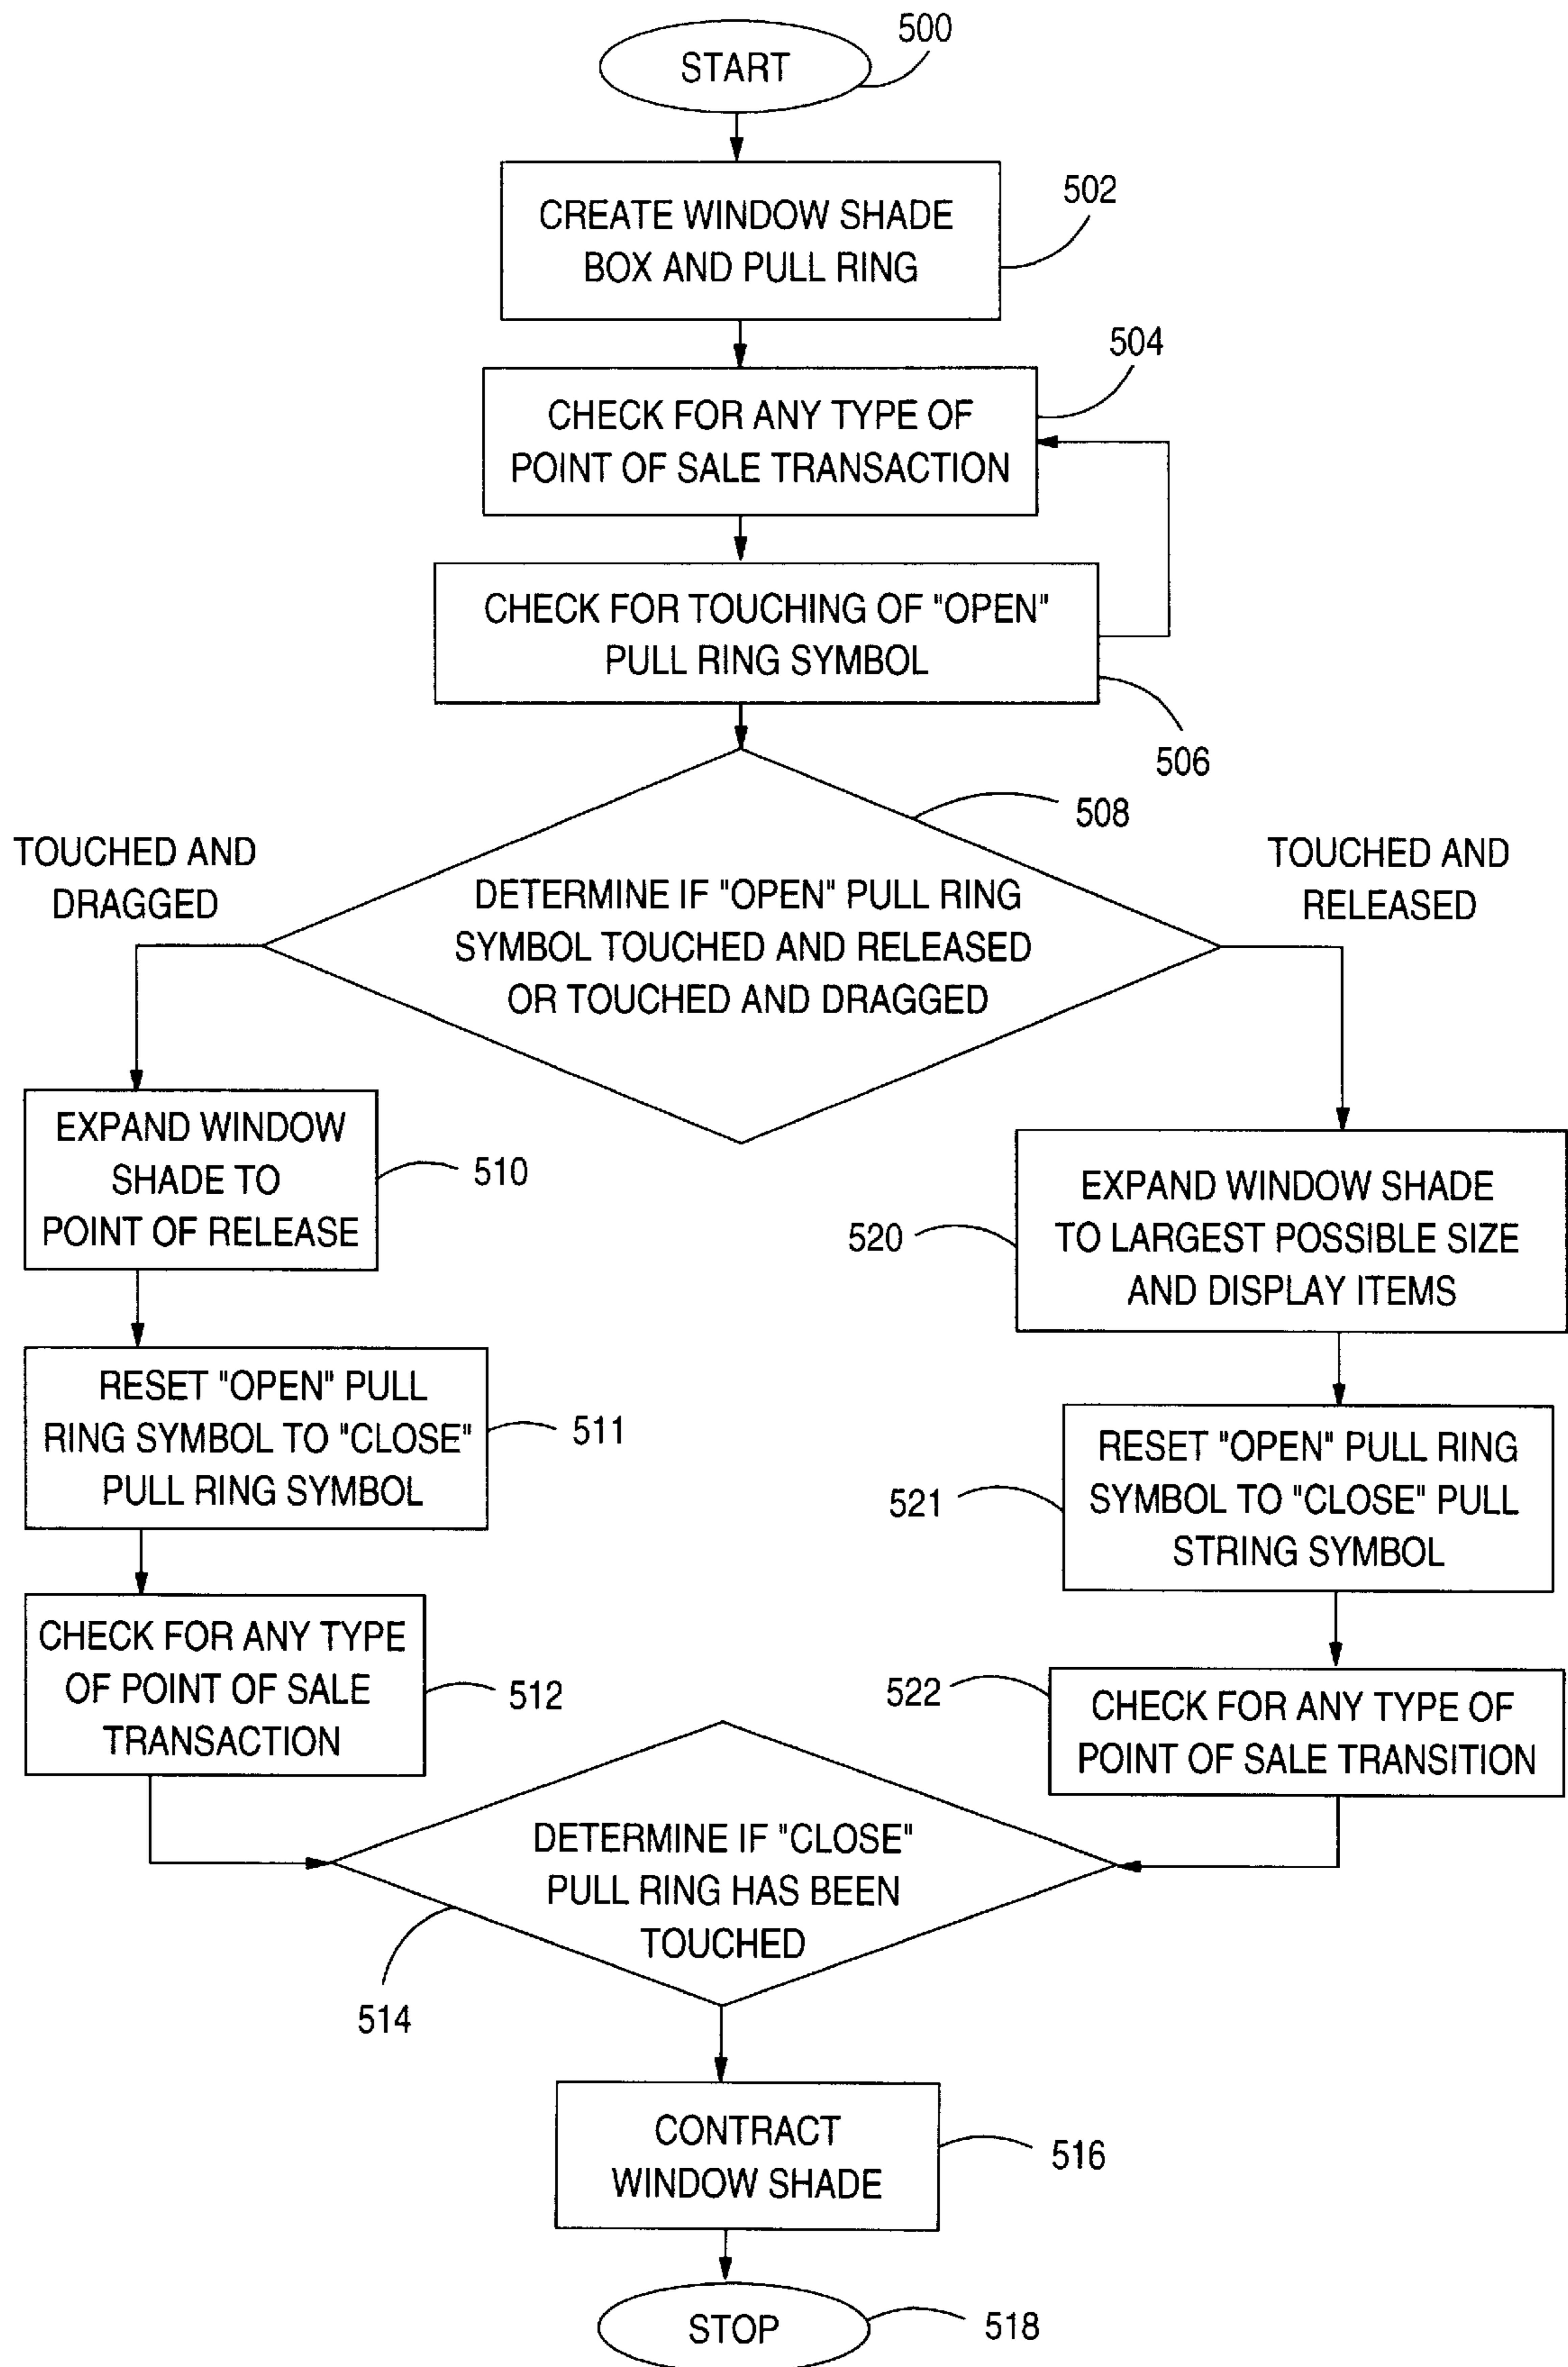 500
START
502
CREATE WINDOW SHADE
BOX AND PULL RING
504
CHECK FOR ANY TYPE OF
POINT OF SALE TRANSACTION
CHECK FOR TOUCHING OF "OPEN"
PULL RING SYMBOL
506
508
TOUCHED AND
DRAGGED
TOUCHED AND
RELEASED
DETERMINE IF "OPEN" PULL RING
SYMBOL TOUCHED AND RELEASED
OR TOUCHED AND DRAGGED
EXPAND WINDOW
SHADE TO
POINT OF RELEASE
510
520
EXPAND WINDOW SHADE
TO LARGEST POSSIBLE SIZE
AND DISPLAY ITEMS
RESET "OPEN" PULL
RING SYMBOL TO "CLOSE"
PULL RING SYMBOL
511
521
RESET "OPEN" PULL RING
SYMBOL TO "CLOSE" PULL
STRING SYMBOL
CHECK FOR ANY TYPE
OF POINT OF SALE
TRANSACTION
512
522
CHECK FOR ANY TYPE OF
POINT OF SALE TRANSITION
DETERMINE IF "CLOSE"
PULL RING HAS BEEN
TOUCHED
514
CONTRACT
WINDOW SHADE
516
STOP
518